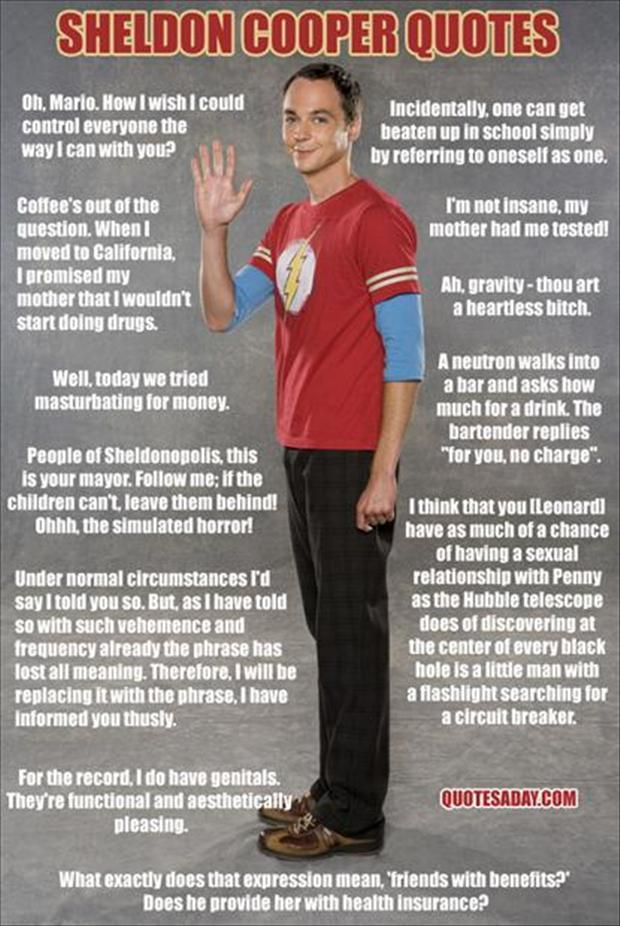 SHELDON COOPER QUOTES
Oh, Mario. How I wish I could
control everyone the
way I can with you?
Coffee's out of the
question. When I
moved to California,
I promised my
mother that I wouldn't
start doing drugs.
Well, today we tried
masturbating for money.
People of Sheldonopolis, this
is your mayor. Follow me; if the
children can't, leave them behind!
Ohhh, the simulated horror!
Under normal circumstances I'd
say I told you so. But, as I have told
so with such vehemence and
frequency already the phrase has
lost all meaning. Therefore, I will be
replacing it with the phrase, I have
informed you thusly.
For the record, I do have genitals.
They're functional and aesthetically
pleasing.
Incidentally, one can get
beaten up in school simply
by referring to oneself as one.
I'm not insane, my
mother had me tested!
Ah, gravity - thou art
a heartless bitch.
A neutron walks into
a bar and asks how
much for a drink. The
bartender replies
"for you, no charge".
I think that you [Leonard]
have as much of a chance
of having a sexual
relationship with Penny
as the Hubble telescope
does of discovering at
the center of every black
hole is a little man with
a flashlight searching for
a circuit breaker.
QUOTESADAY.COM
What exactly does that expression mean, 'friends with benefits?'
Does he provide her with health insurance?